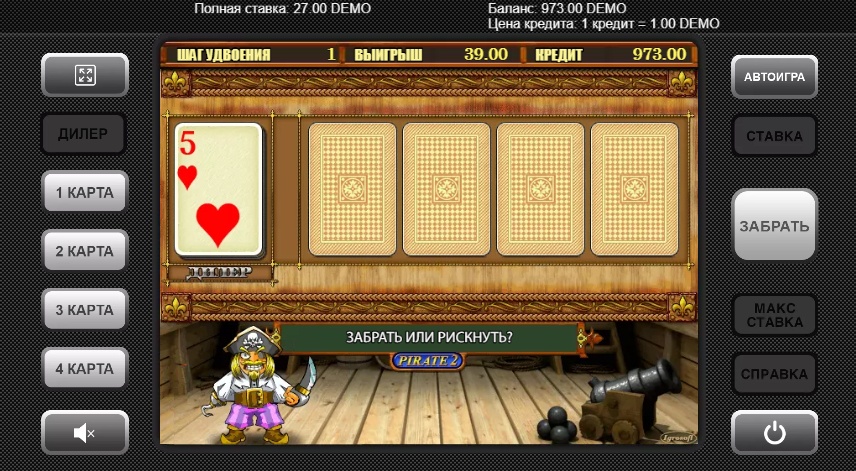 Полная ставка: 27.00 DEMO
Баланс: 973.00 DEMO
Цена кредита: 1 кредит = 1.00 DEMO
ШАГ УДВОЕНИЯ 1 ВЫИГРЫШ 39.00 КРЕДИТ 973.00
АВТОИГРА
ДИЛЕР
СТАВКА
5
1 КАРТА
ЗАБРАТЬ
2 КАРТА
ДИЛЕР
3 КАРТА
МАКС
СТАВКА
ЗАБРАТЬ ИЛИ РИСКНУТЬ?
PIRATE 2
4 КАРТА
СПРАВКА
Igrosoft